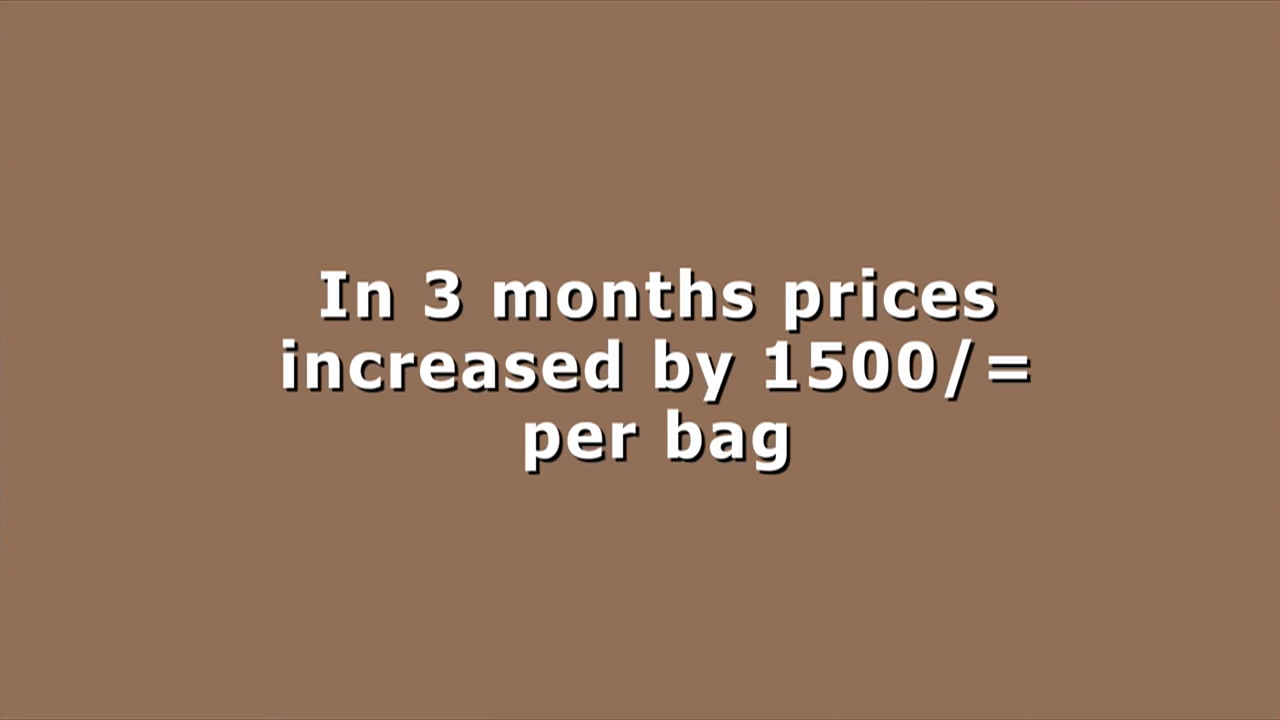 In 3 months prices
increased by 1500/=
per bag